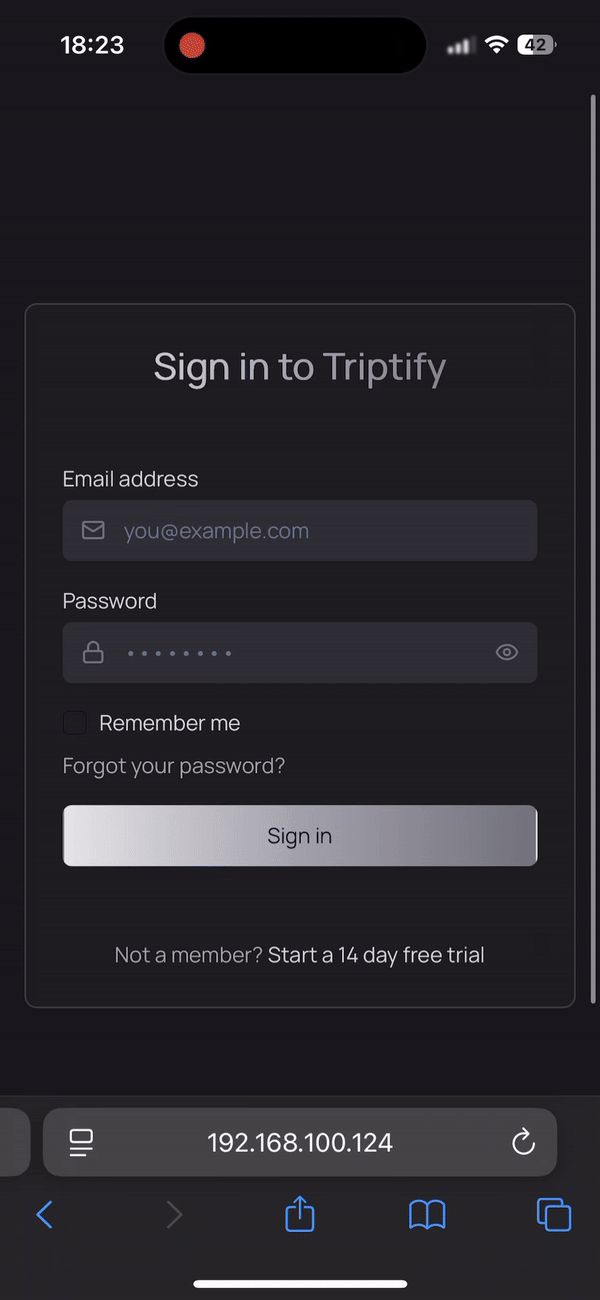 18:23
42
Sign in to Triptify
Email address
you@example.com
Password
••••••••
Remember me
Forgot your password?
Sign in
Not a member? Start a 14 day free trial
192.168.100.124